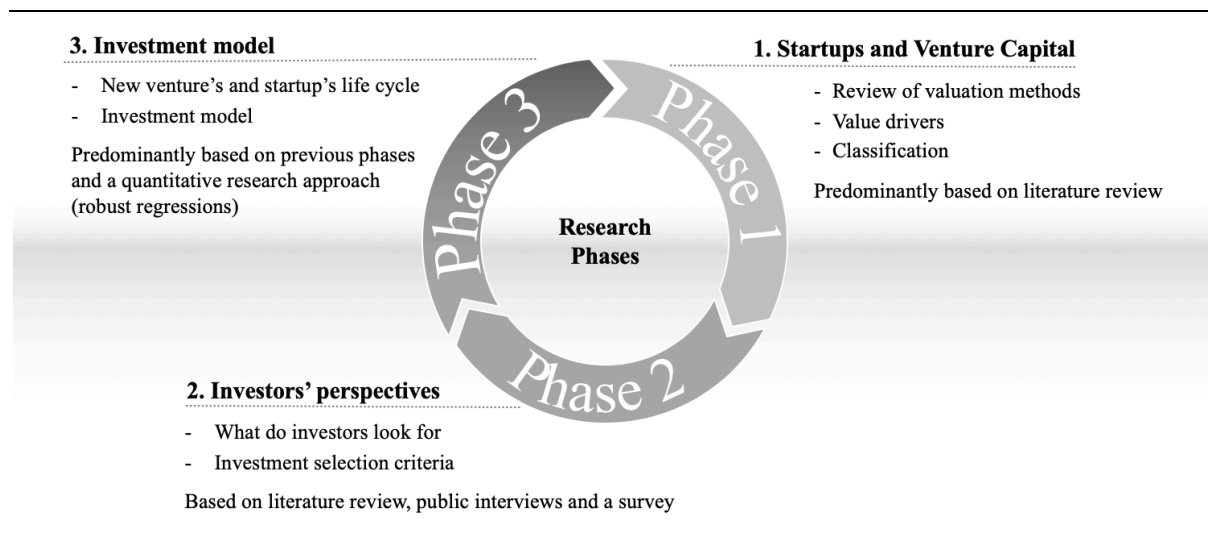 1. Startups and Venture Capital
- Review of valuation methods
- Value drivers
- Classification
Predominantly based on literature review
2. Investors’ perspectives
- What do investors look for
- Investment selection criteria
Based on literature review, public interviews and a survey
3. Investment model
- New venture’s and startup’s life cycle
- Investment model
Predominantly based on previous phases
and a quantitative research approach
(robust regressions)
Phase 1
Phase 2
Phase 3
Research
Phases